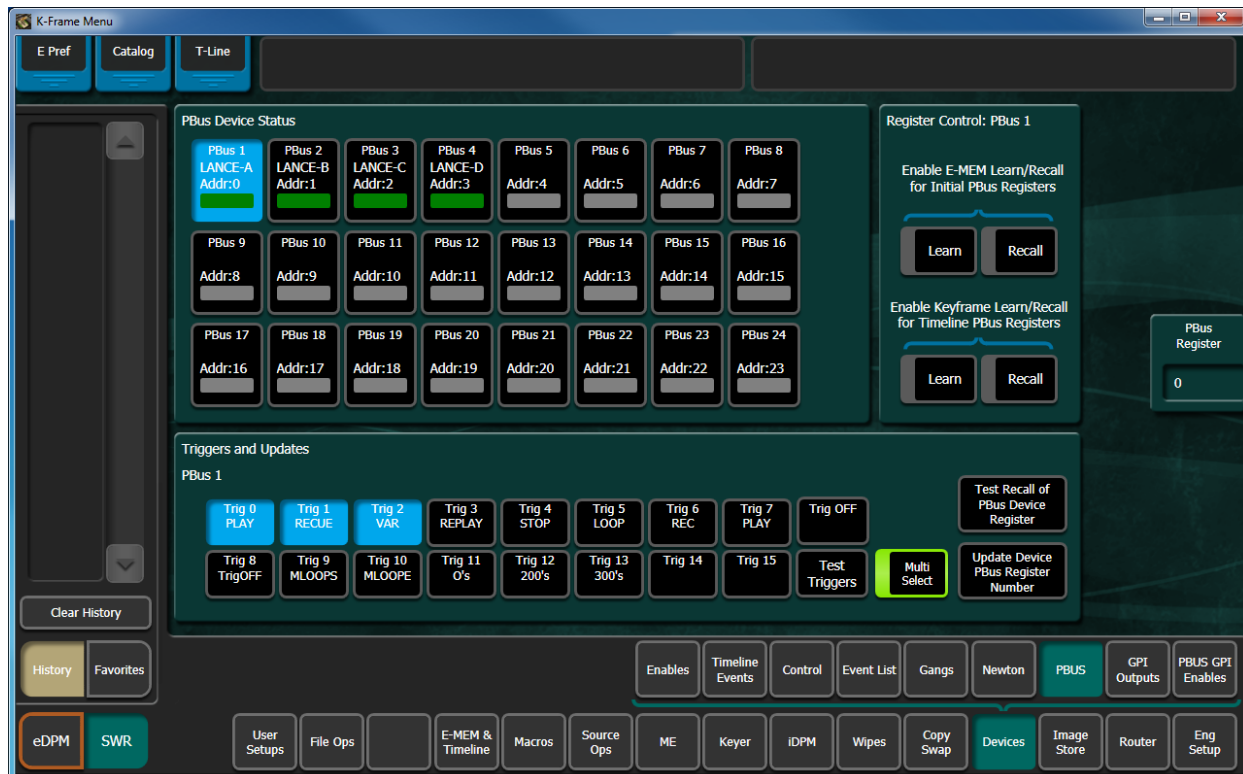 K-Frame Menu
E Pref
Catalog
T-Line
PBus Device Status
PBus 1
LANCE-A
Addr:0
PBus 2
LANCE-B
Addr:1
PBus 3
LANCE-C
Addr:2
PBus 4
LANCE-D
Addr:3
PBus 5
Addr:4
PBus 6
Addr:5
PBus 7
Addr:6
PBus 8
Addr:7
PBus 9
Addr:8
PBus 10
Addr:9
PBus 11
Addr:10
PBus 12
Addr:11
PBus 13
Addr:12
PBus 14
Addr:13
PBus 15
Addr:14
PBus 16
Addr:15
PBus 17
Addr:16
PBus 18
Addr:17
PBus 19
Addr:18
PBus 20
Addr:19
PBus 21
Addr:20
PBus 22
Addr:21
PBus 23
Addr:22
PBus 24
Addr:23
Register Control: PBus 1
Enable E-MEM Learn/Recall
for Initial PBus Registers
Learn
Recall
Enable Keyframe Learn/Recall
for Timeline PBus Registers
Learn
Recall
PBus
Register
0
Triggers and Updates
PBus 1
Trig 0
PLAY
Trig 1
RECUE
Trig 2
VAR
Trig 3
REPLAY
Trig 4
STOP
Trig 5
LOOP
Trig 6
REC
Trig 7
PLAY
Trig OFF
Trig 8
TrigOFF
Trig 9
MLOOPS
Trig 10
MLOOPE
Trig 11
0's
Trig 12
200's
Trig 13
300's
Trig 14
Trig 15
Test
Triggers
Multi
Select
Test Recall of
PBus Device
Register
Update Device
PBus Register
Number
Clear History
History
Favorites
Enables
Timeline
Events
Control
Event List
Gangs
Newton
PBUS
GPI
Outputs
PBUS GPI
Enables
eDPM
SWR
User
Setups
File Ops
E-MEM &
Timeline
Macros
Source
Ops
ME
Keyer
iDPM
Wipes
Copy
Swap
Devices
Image
Store
Router
Eng
Setup